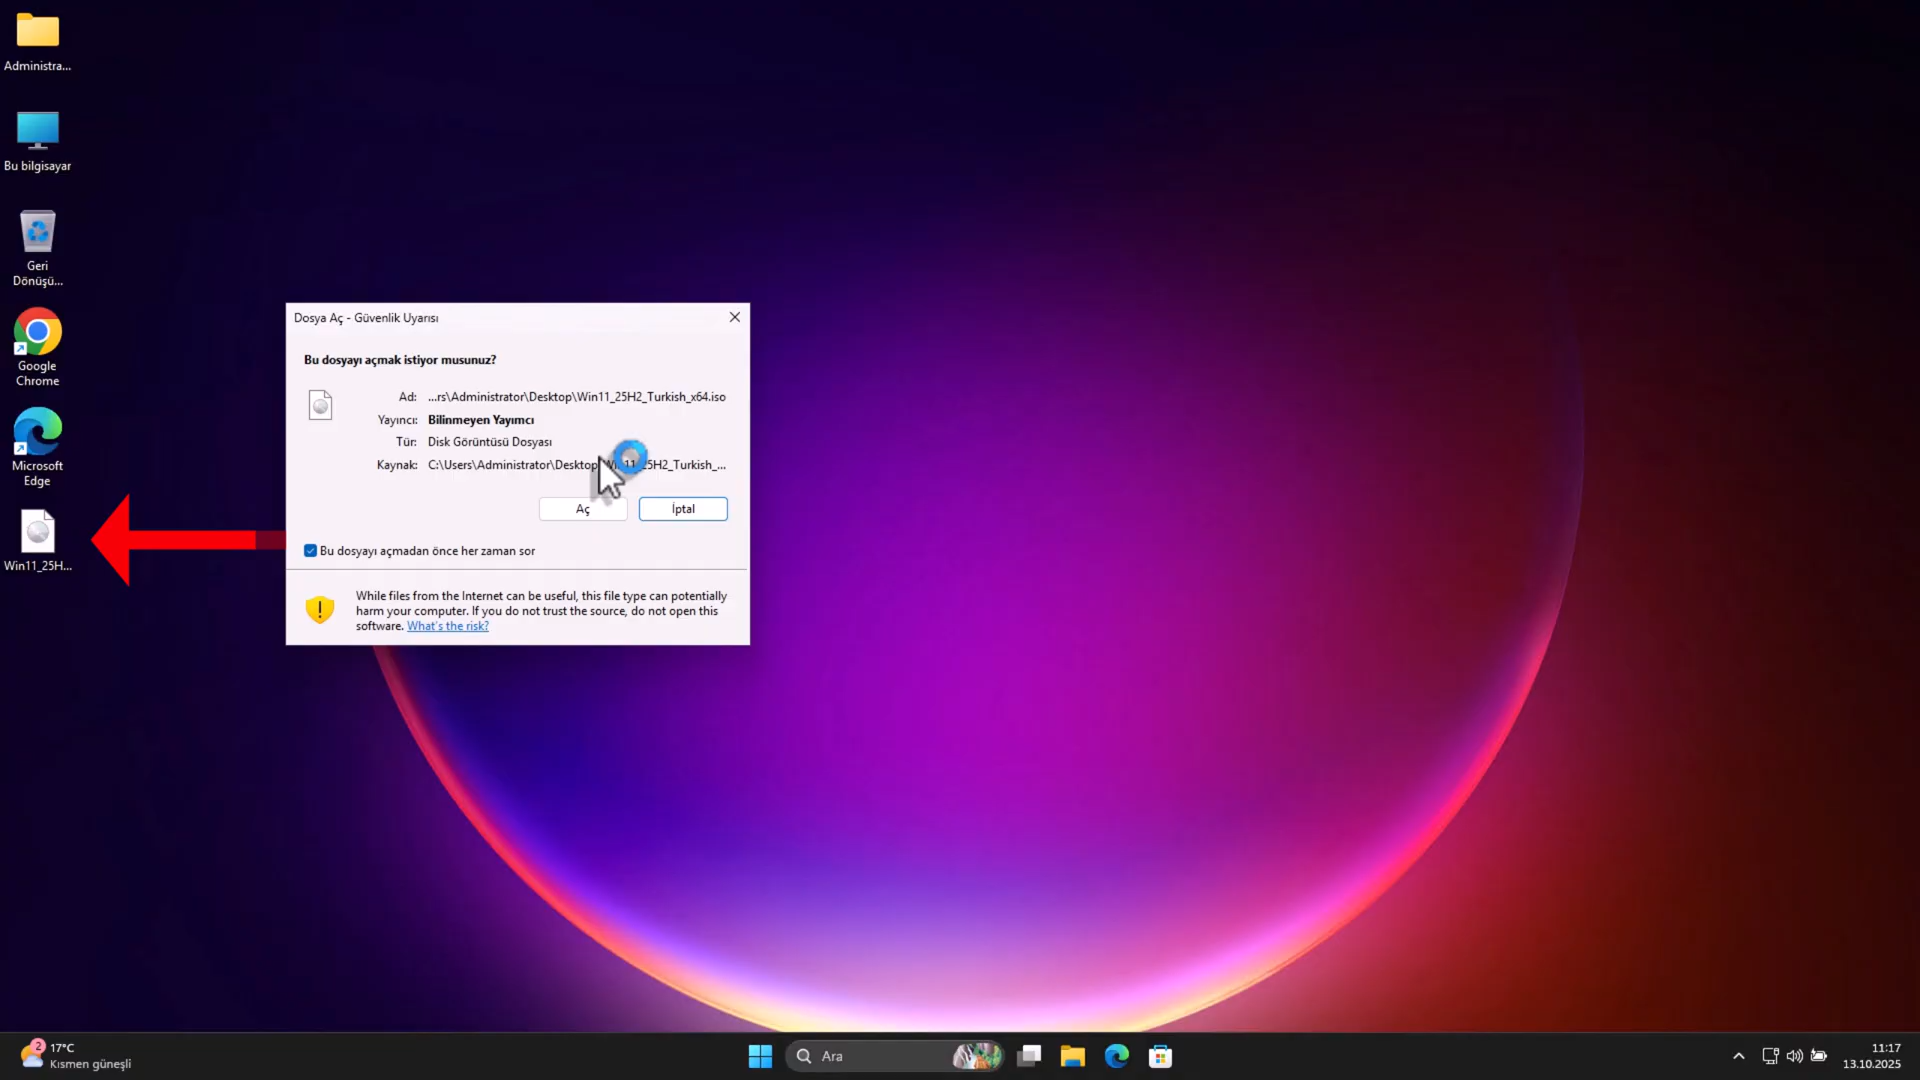 Administra...
Bu bilgisayar
Geri
Dönüşü...
Google
Chrome
Microsoft
Edge
Win11_25H...
Dosya Aç - Güvenlik Uyarısı
Bu dosyayı açmak istiyor musunuz?
Ad: ...rs\Administrator\Desktop\Win11_25H2_Turkish_x64.iso
Yayıncı: Bilinmeyen Yayımcı
Tür: Disk Görüntüsü Dosyası
Kaynak: C:\Users\Administrator\Desktop\Win11_25H2_Turkish_...
Aç
İptal
Bu dosyayı açmadan önce her zaman sor
While files from the Internet can be useful, this file type can potentially
harm your computer. If you do not trust the source, do not open this
software. What's the risk?
2
17°C
Kısmen güneşli
Ara
11:17
13.10.2025